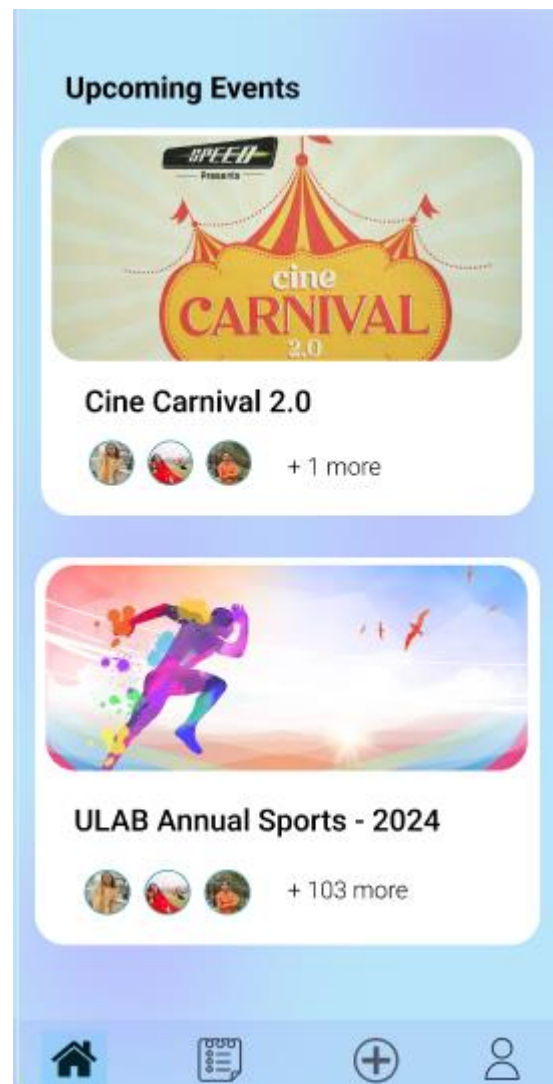 Upcoming Events
SPEED
Presents
cine
CARNIVAL
2.0
Cine Carnival 2.0
+ 1 more
ULAB Annual Sports - 2024
+ 103 more